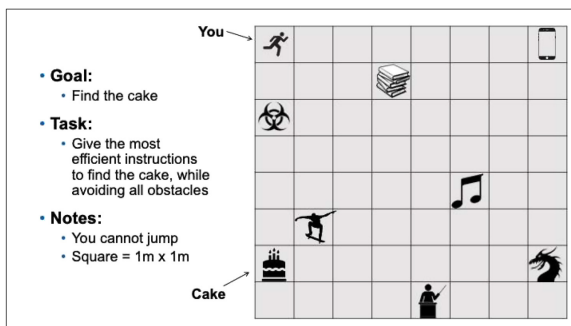 You
• Goal:
• Find the cake
• Task:
• Give the most
efficient instructions
to find the cake, while
avoiding all obstacles
• Notes:
• You cannot jump
• Square = 1m x 1m
Cake